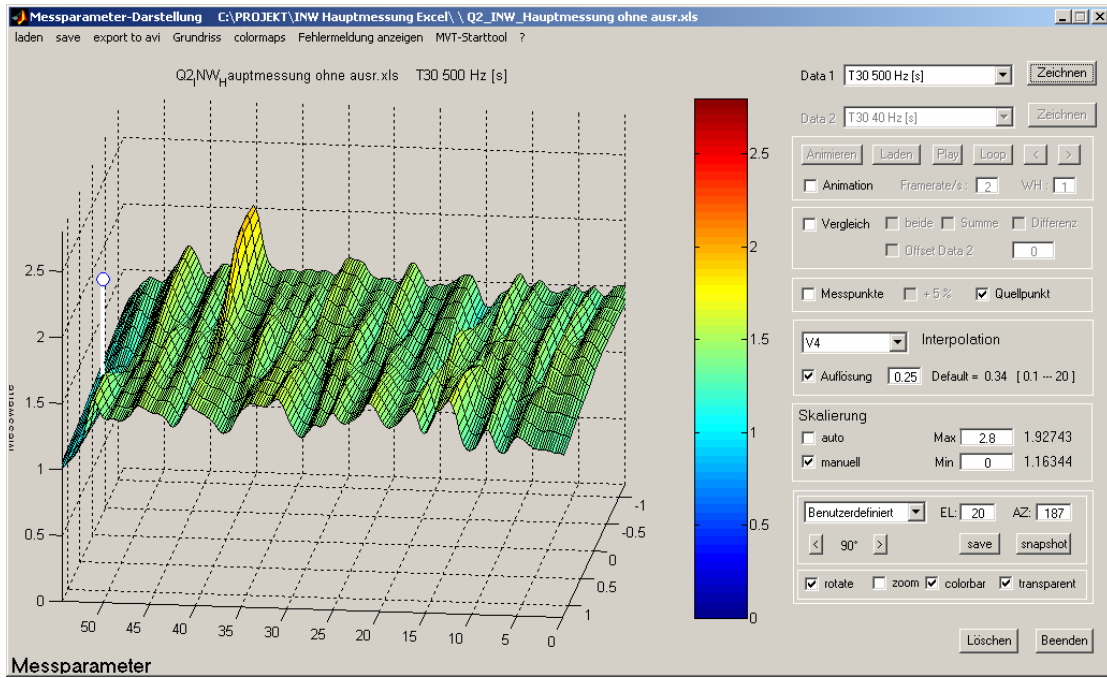 Messparameter-Darstellung C:\PROJEKT\INW Hauptmessung Excel\ \ Q2_INW_Hauptmessung ohne ausr.xls
laden save export to avi Grundriss colormaps Fehlermeldung anzeigen MVT-Starttool ?
Q2INWHauptmessung ohne ausr.xls T30 500 Hz [s]
2.5
2
1.5
1
0.5
0
Messwerte
50 45 40 35 30 25 20 15 10 5 0
-1
-0.5
0
0.5
1
Messparameter
2.5
2
1.5
1
0.5
0
Data 1 T30 500 Hz [s] Zeichnen
Data 2 T30 40 Hz [s] Zeichnen
Animieren Laden Play Loop < >
Animation Framerate/s : 2 WH : 1
Vergleich beide Summe Differenz
Offset Data 2 0
Messpunkte + 5 % Quellpunkt
V4 Interpolation
Auflösung 0.25 Default = 0.34 [ 0.1 --- 20 ]
Skalierung
auto Max 2.8 1.92743
manuell Min 0 1.16344
Benutzerdefiniert EL: 20 AZ: 187
< 90° > save snapshot
rotate zoom colorbar transparent
Löschen Beenden